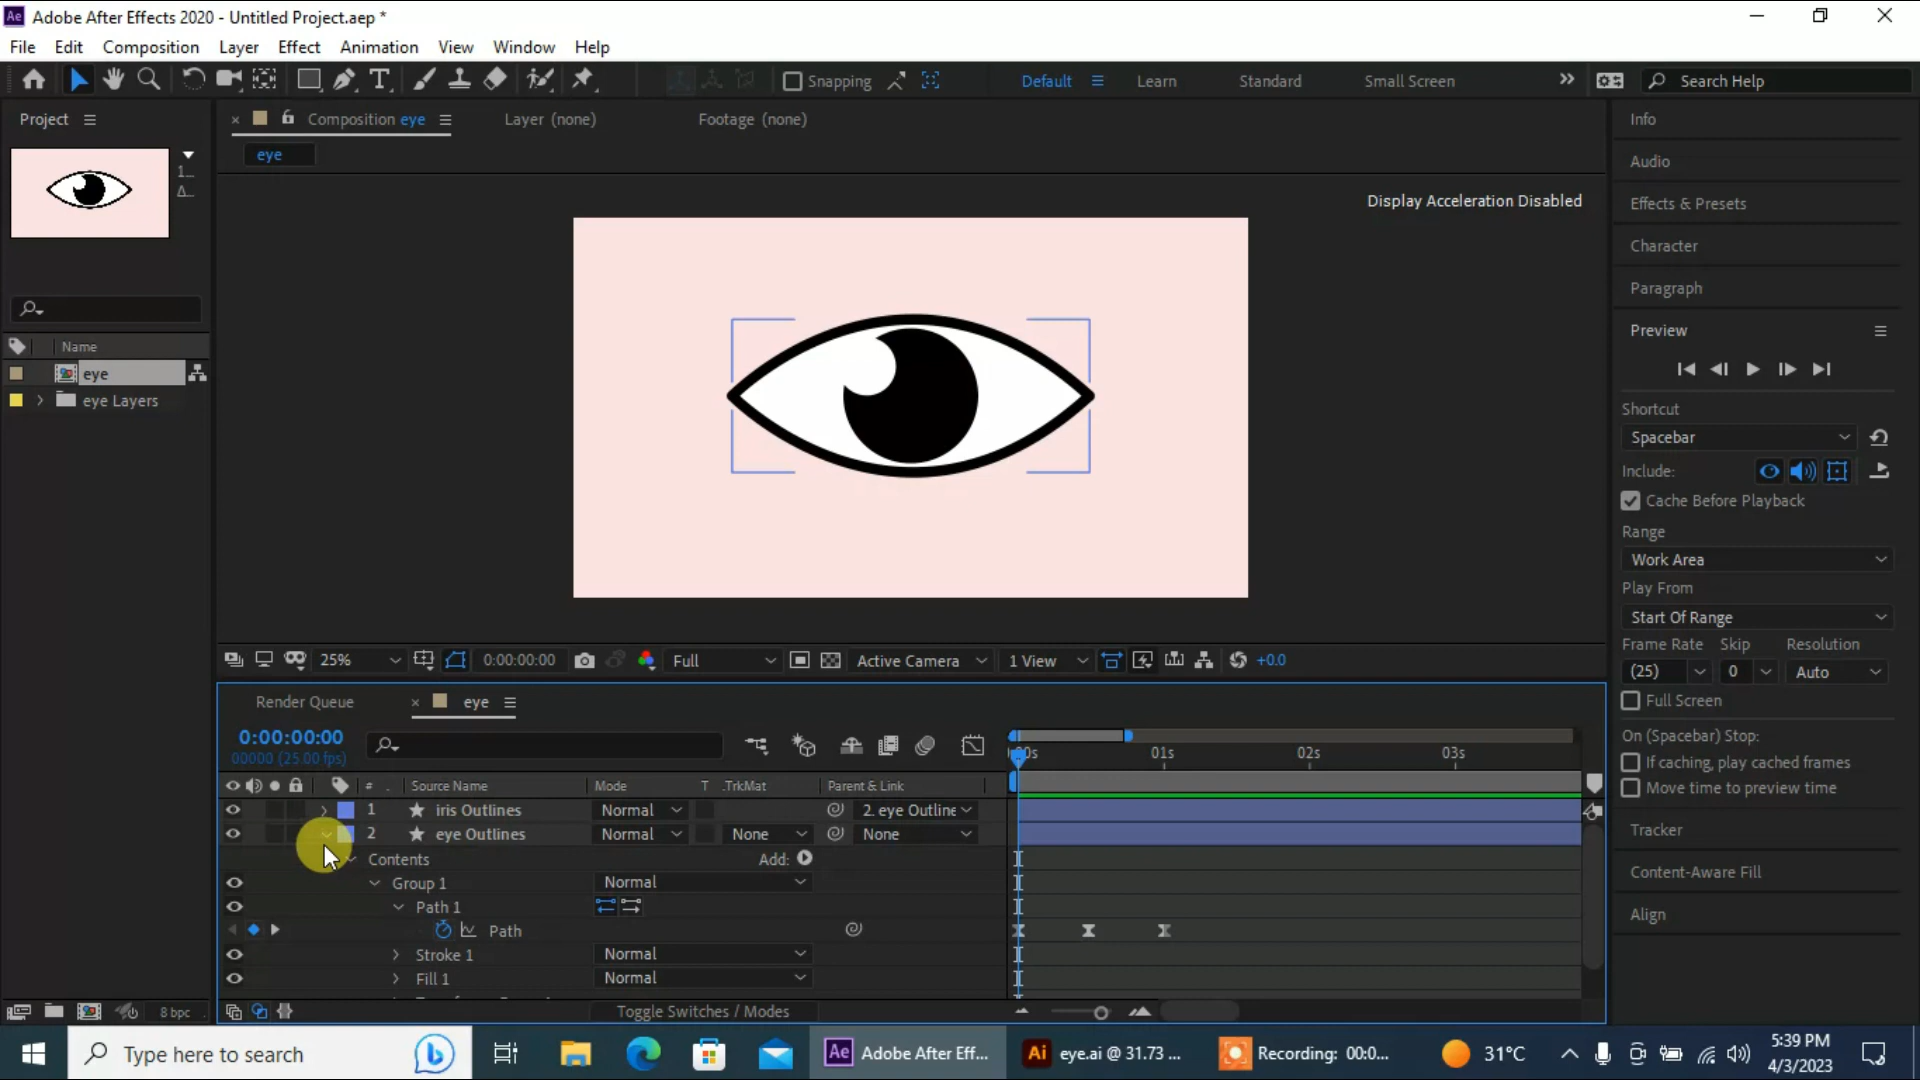 Ae Adobe After Effects 2020 - Untitled Project.aep *
File Edit Composition Layer Effect Animation View Window Help
T Snapping Default Learn Standard Small Screen Search Help
Project Composition eye Layer (none) Footage (none)
eye
Display Acceleration Disabled
Name
eye
eye Layers
8 bpc
25% 0:00:00:00 Full Active Camera 1 View +0.0
Render Queue eye
0:00:00:00
00000 (25.00 fps)
00s 01s 02s 03s
# . Source Name Mode T .TrkMat Parent & Link
1 iris Outlines Normal 2. eye Outline
2 eye Outlines Normal None None
Contents Add:
Group 1 Normal
Path 1
Path
Stroke 1 Normal
Fill 1 Normal
Toggle Switches / Modes
Info
Audio
Effects & Presets
Character
Paragraph
Preview
Shortcut
Spacebar
Include:
Cache Before Playback
Range
Work Area
Play From
Start Of Range
Frame Rate Skip Resolution
(25) 0 Auto
Full Screen
On (Spacebar) Stop:
If caching, play cached frames
Move time to preview time
Tracker
Content-Aware Fill
Align
Type here to search
Ae Adobe After Eff...
Ai eye.ai @ 31.73 ...
Recording: 00:0...
31°C
5:39 PM
4/3/2023